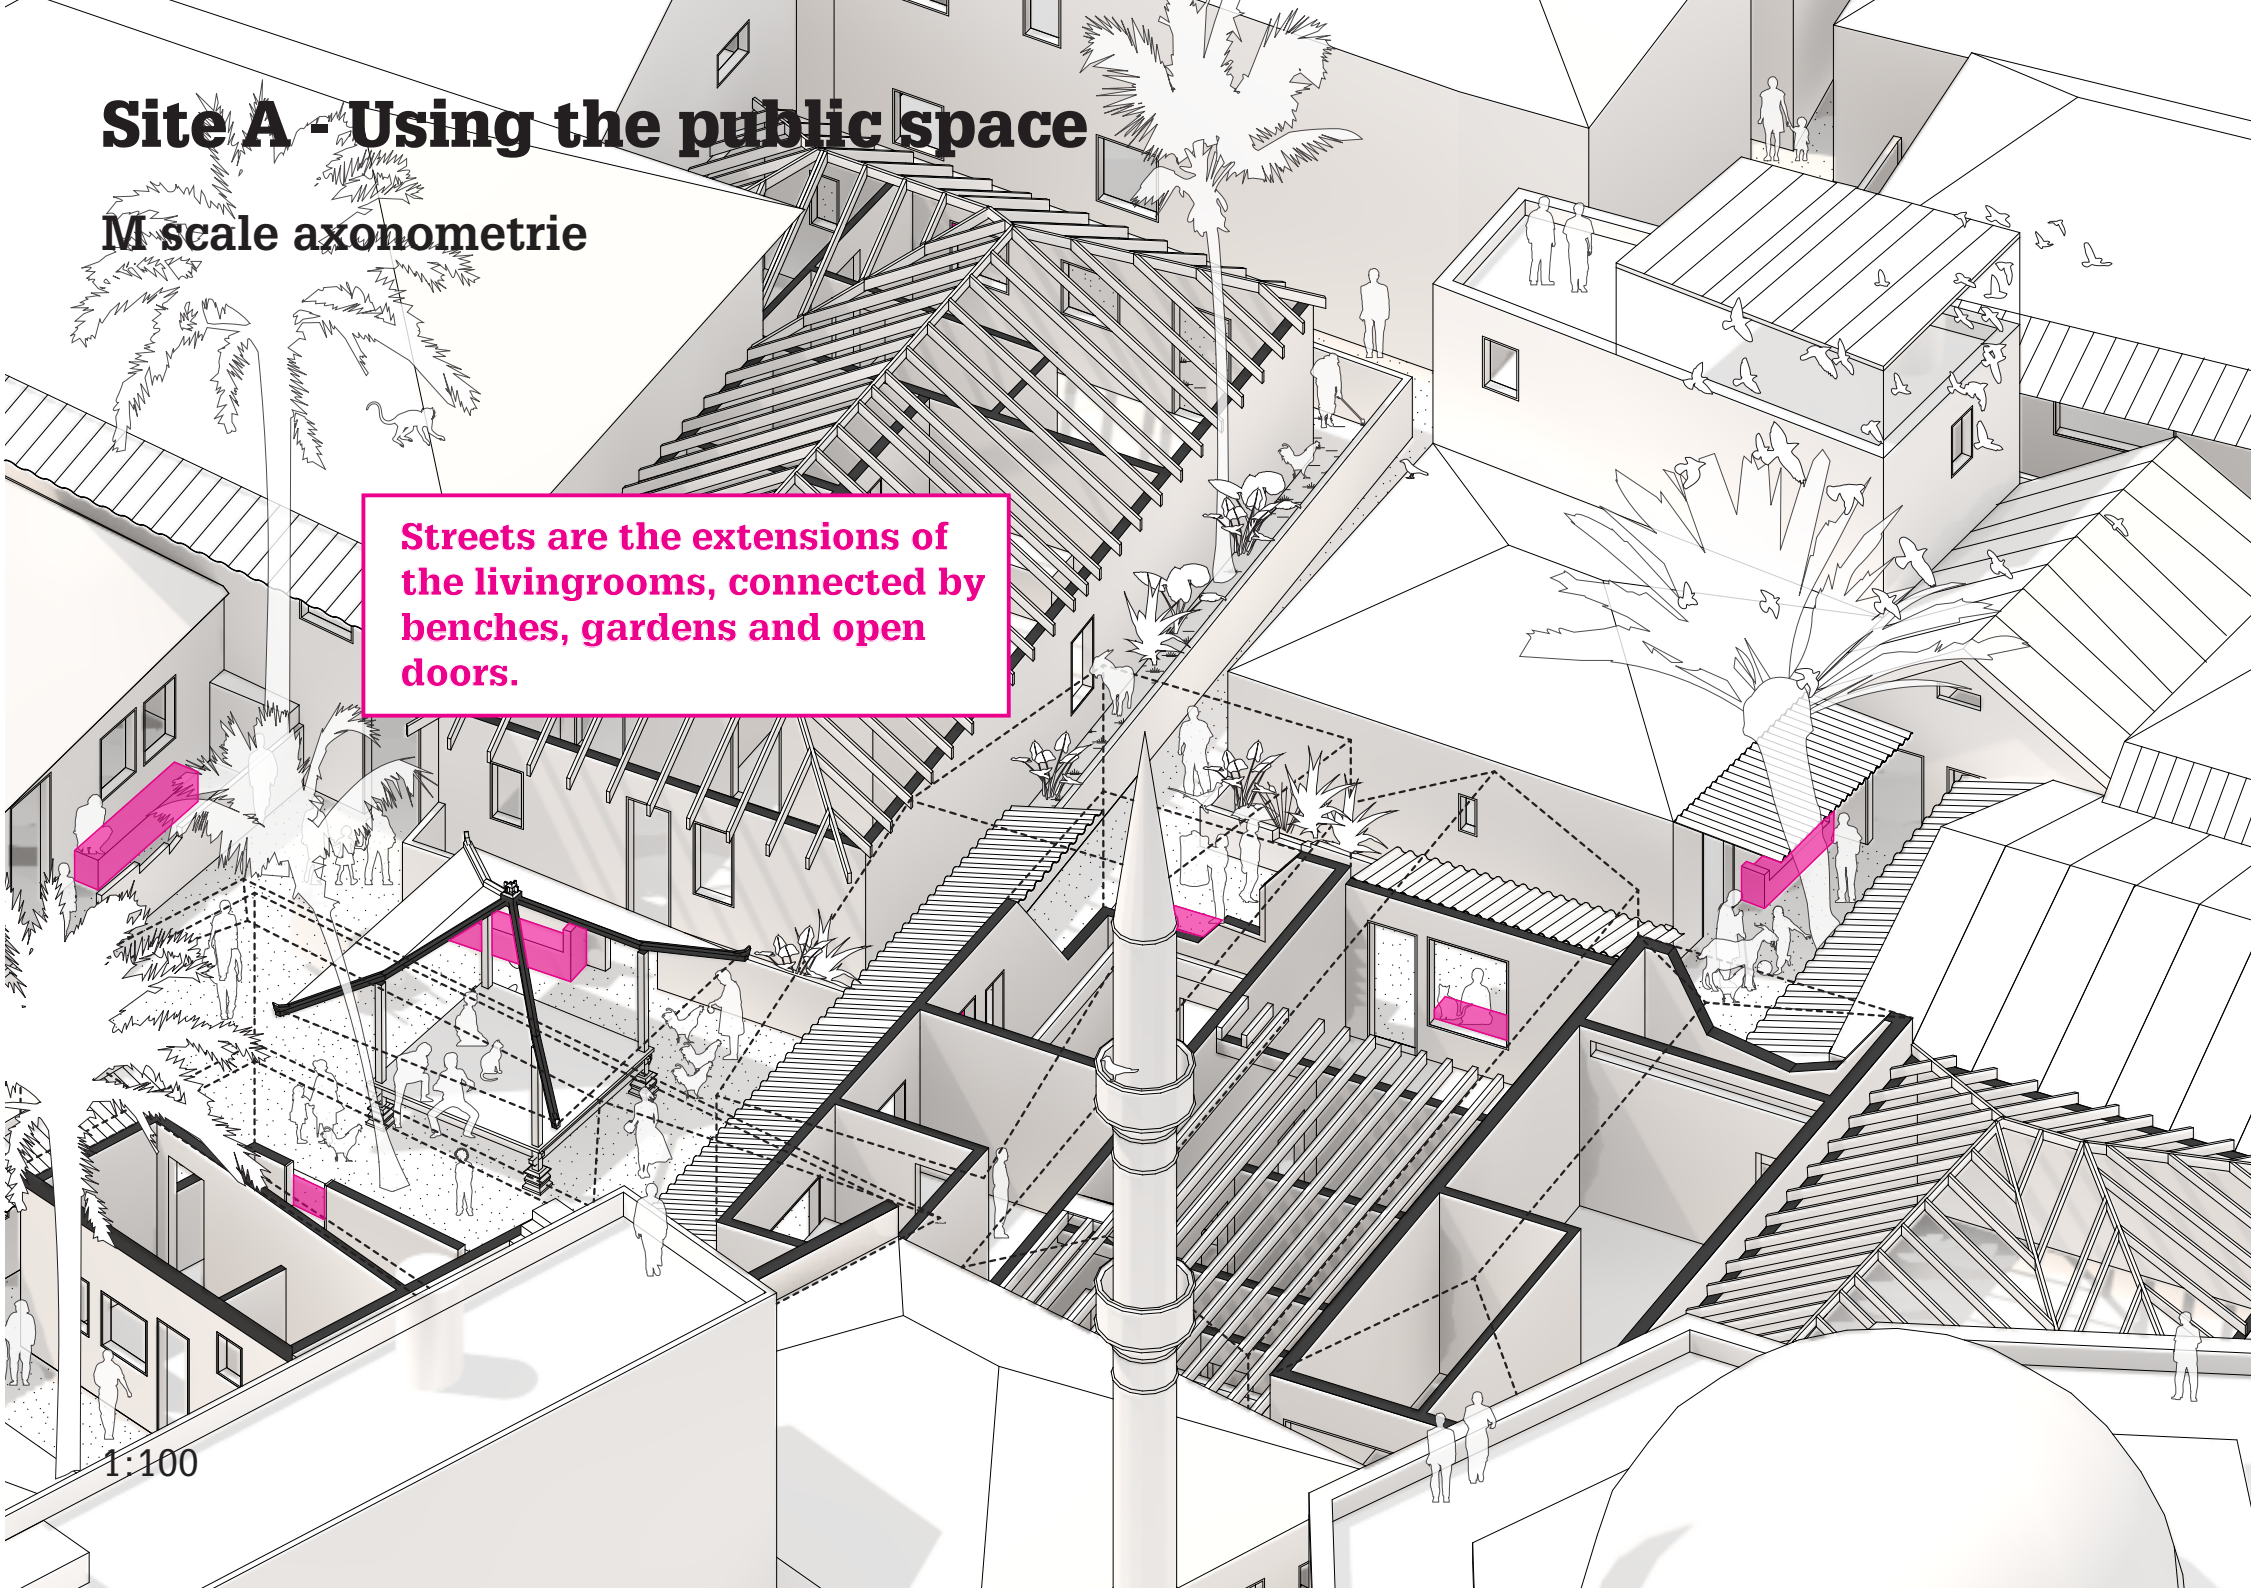 Site A - Using the public space
M scale axonometrie
Streets are the extensions of
the livingrooms, connected by
benches, gardens and open
doors.
1:100